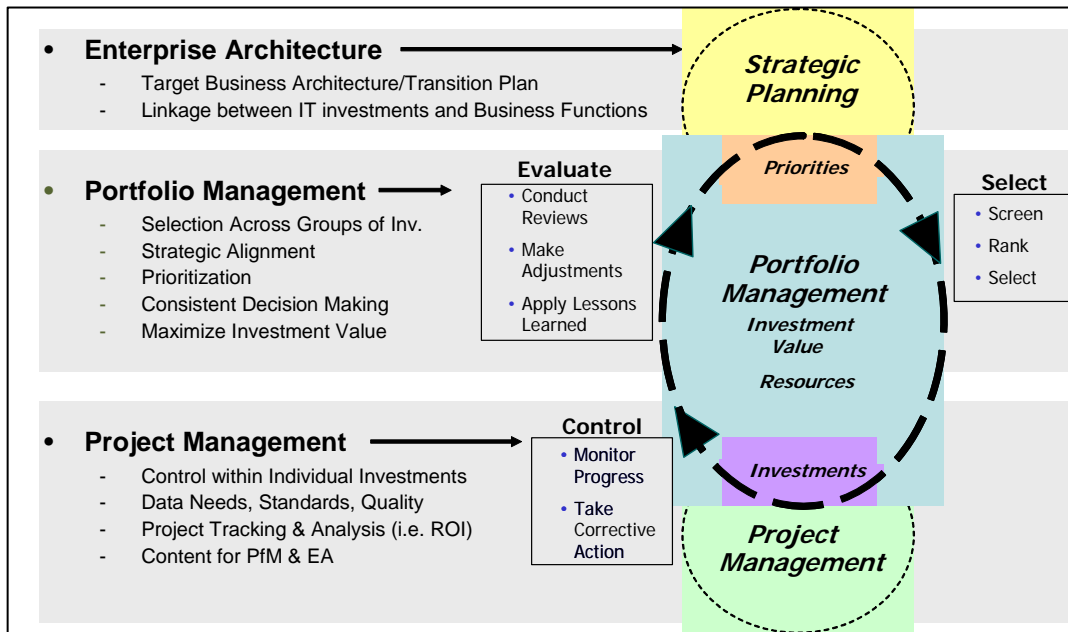 • Enterprise Architecture
- Target Business Architecture/Transition Plan
- Linkage between IT investments and Business Functions
Strategic
Planning
Priorities
• Portfolio Management
- Selection Across Groups of Inv.
- Strategic Alignment
- Prioritization
- Consistent Decision Making
- Maximize Investment Value
Evaluate
• Conduct
Reviews
• Make
Adjustments
• Apply Lessons
Learned
Portfolio
Management
Investment
Value
Resources
Select
• Screen
• Rank
• Select
• Project Management
- Control within Individual Investments
- Data Needs, Standards, Quality
- Project Tracking & Analysis (i.e. ROI)
- Content for PfM & EA
Control
• Monitor
Progress
• Take
Corrective
Action
Investments
Project
Management